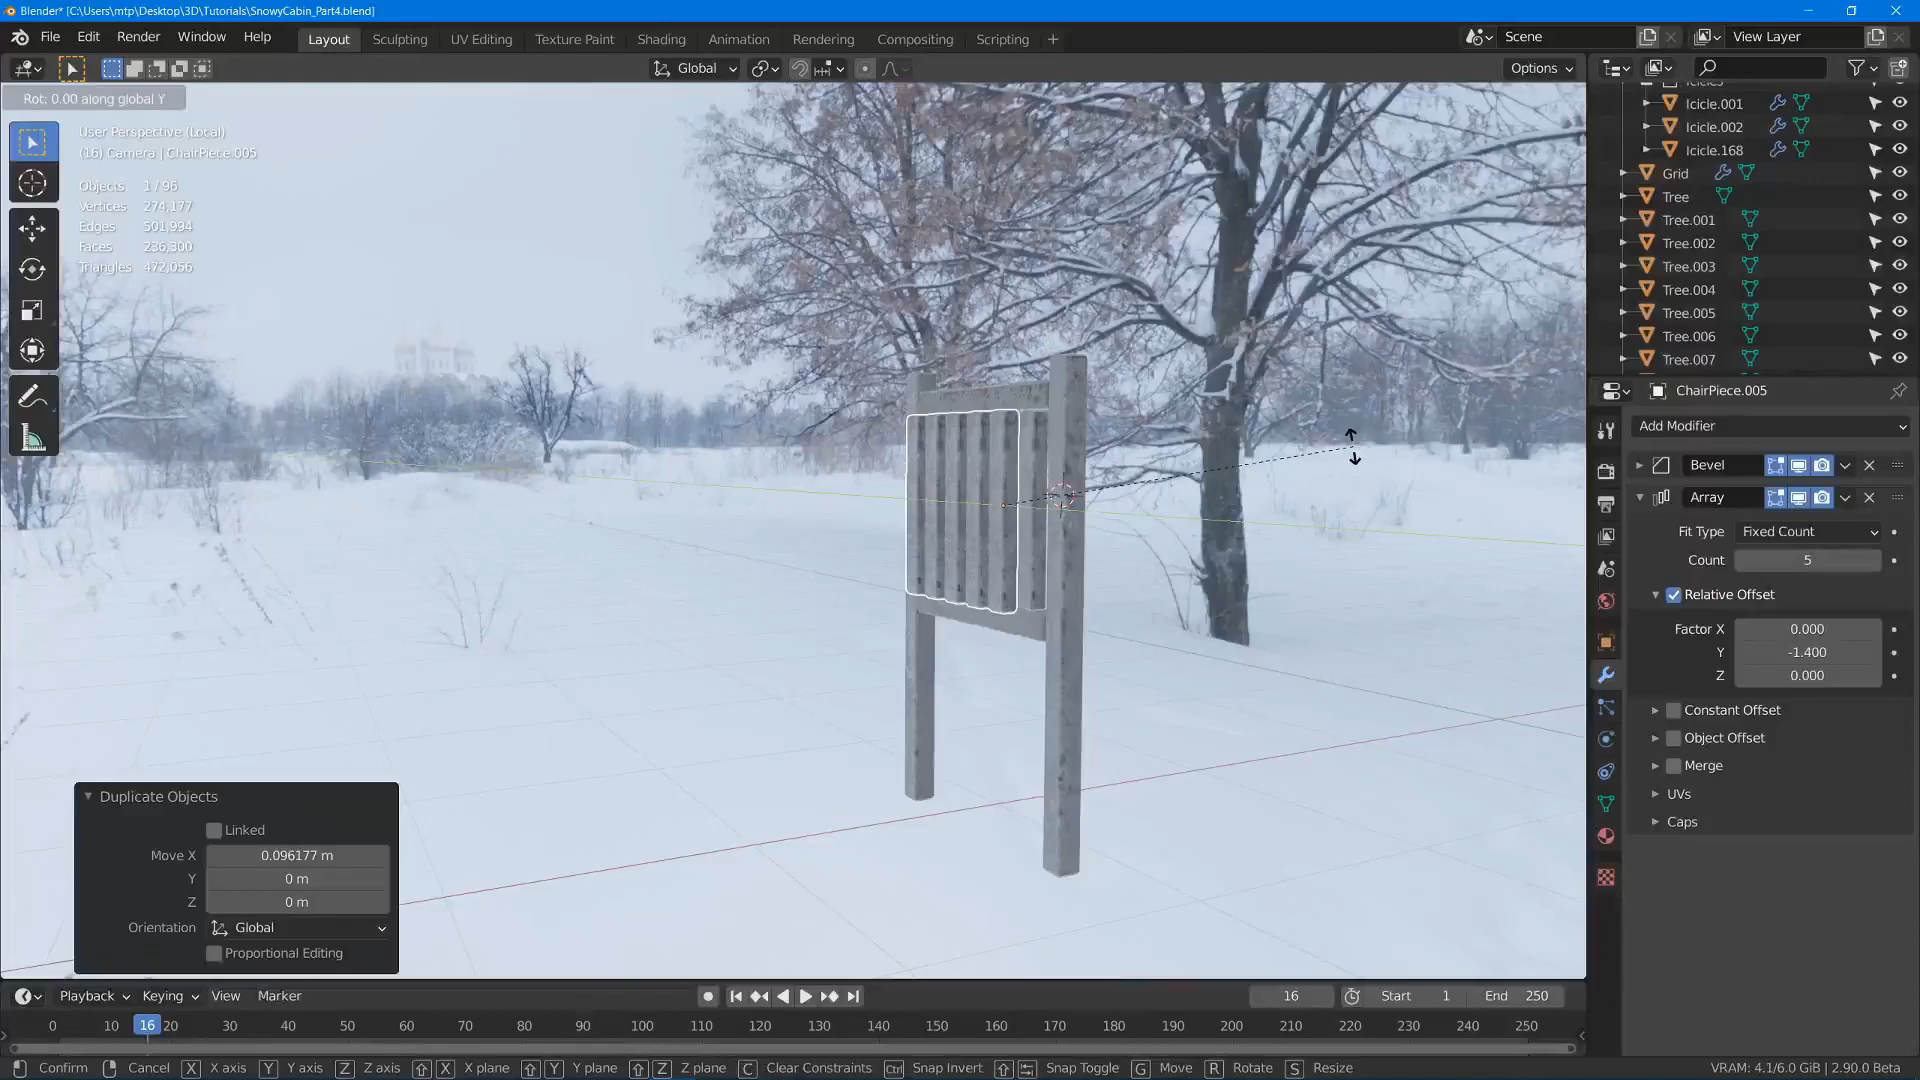 Blender* [C:\Users\mtp\Desktop\3D\Tutorials\SnowyCabin_Part4.blend]
File Edit Render Window Help Layout Sculpting UV Editing Texture Paint Shading Animation Rendering Compositing Scripting + Scene View Layer
Global Options
Rot: 0.00 along global Y
User Perspective (Local)
(16) Camera | ChairPiece.005
Objects 1 / 96
Vertices 274,177
Edges 501,994
Faces 236,300
Triangles 472,056
Icicles
Icicle.001
Icicle.002
Icicle.168
Grid
Tree
Tree.001
Tree.002
Tree.003
Tree.004
Tree.005
Tree.006
Tree.007
ChairPiece.005
Add Modifier
Bevel
Array
Fit Type Fixed Count
Count 5
Relative Offset
Factor X 0.000
Y -1.400
Z 0.000
Constant Offset
Object Offset
Merge
UVs
Caps
Duplicate Objects
Linked
Move X 0.096177 m
Y 0 m
Z 0 m
Orientation Global
Proportional Editing
Playback Keying View Marker 16 Start 1 End 250
0 10 16 20 30 40 50 60 70 80 90 100 110 120 130 140 150 160 170 180 190 200 210 220 230 240 250
Confirm Cancel X X axis Y Y axis Z Z axis X X plane Y Y plane Z Z plane C Clear Constraints Ctrl Snap Invert Snap Toggle G Move R Rotate S Resize VRAM: 4.1/6.0 GiB | 2.90.0 Beta